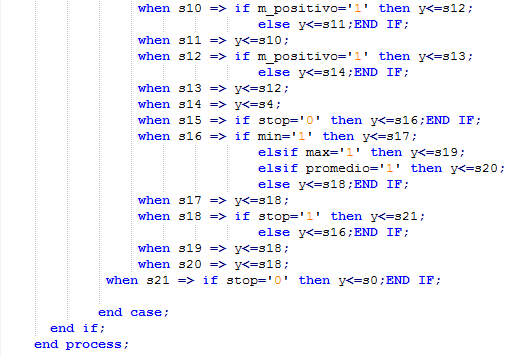 when s10 => if m_positivo='1' then y<=s12;
else y<=s11;END IF;
when s11 => y<=s10;
when s12 => if m_positivo='1' then y<=s13;
else y<=s14;END IF;
when s13 => y<=s12;
when s14 => y<=s4;
when s15 => if stop='0' then y<=s16;END IF;
when s16 => if min='1' then y<=s17;
elsif max='1' then y<=s19;
elsif promedio='1' then y<=s20;
else y<=s18;END IF;
when s17 => y<=s18;
when s18 => if stop='1' then y<=s21;
else y<=s16;END IF;
when s19 => y<=s18;
when s20 => y<=s18;
when s21 => if stop='0' then y<=s0;END IF;
end case;
end if;
end process;